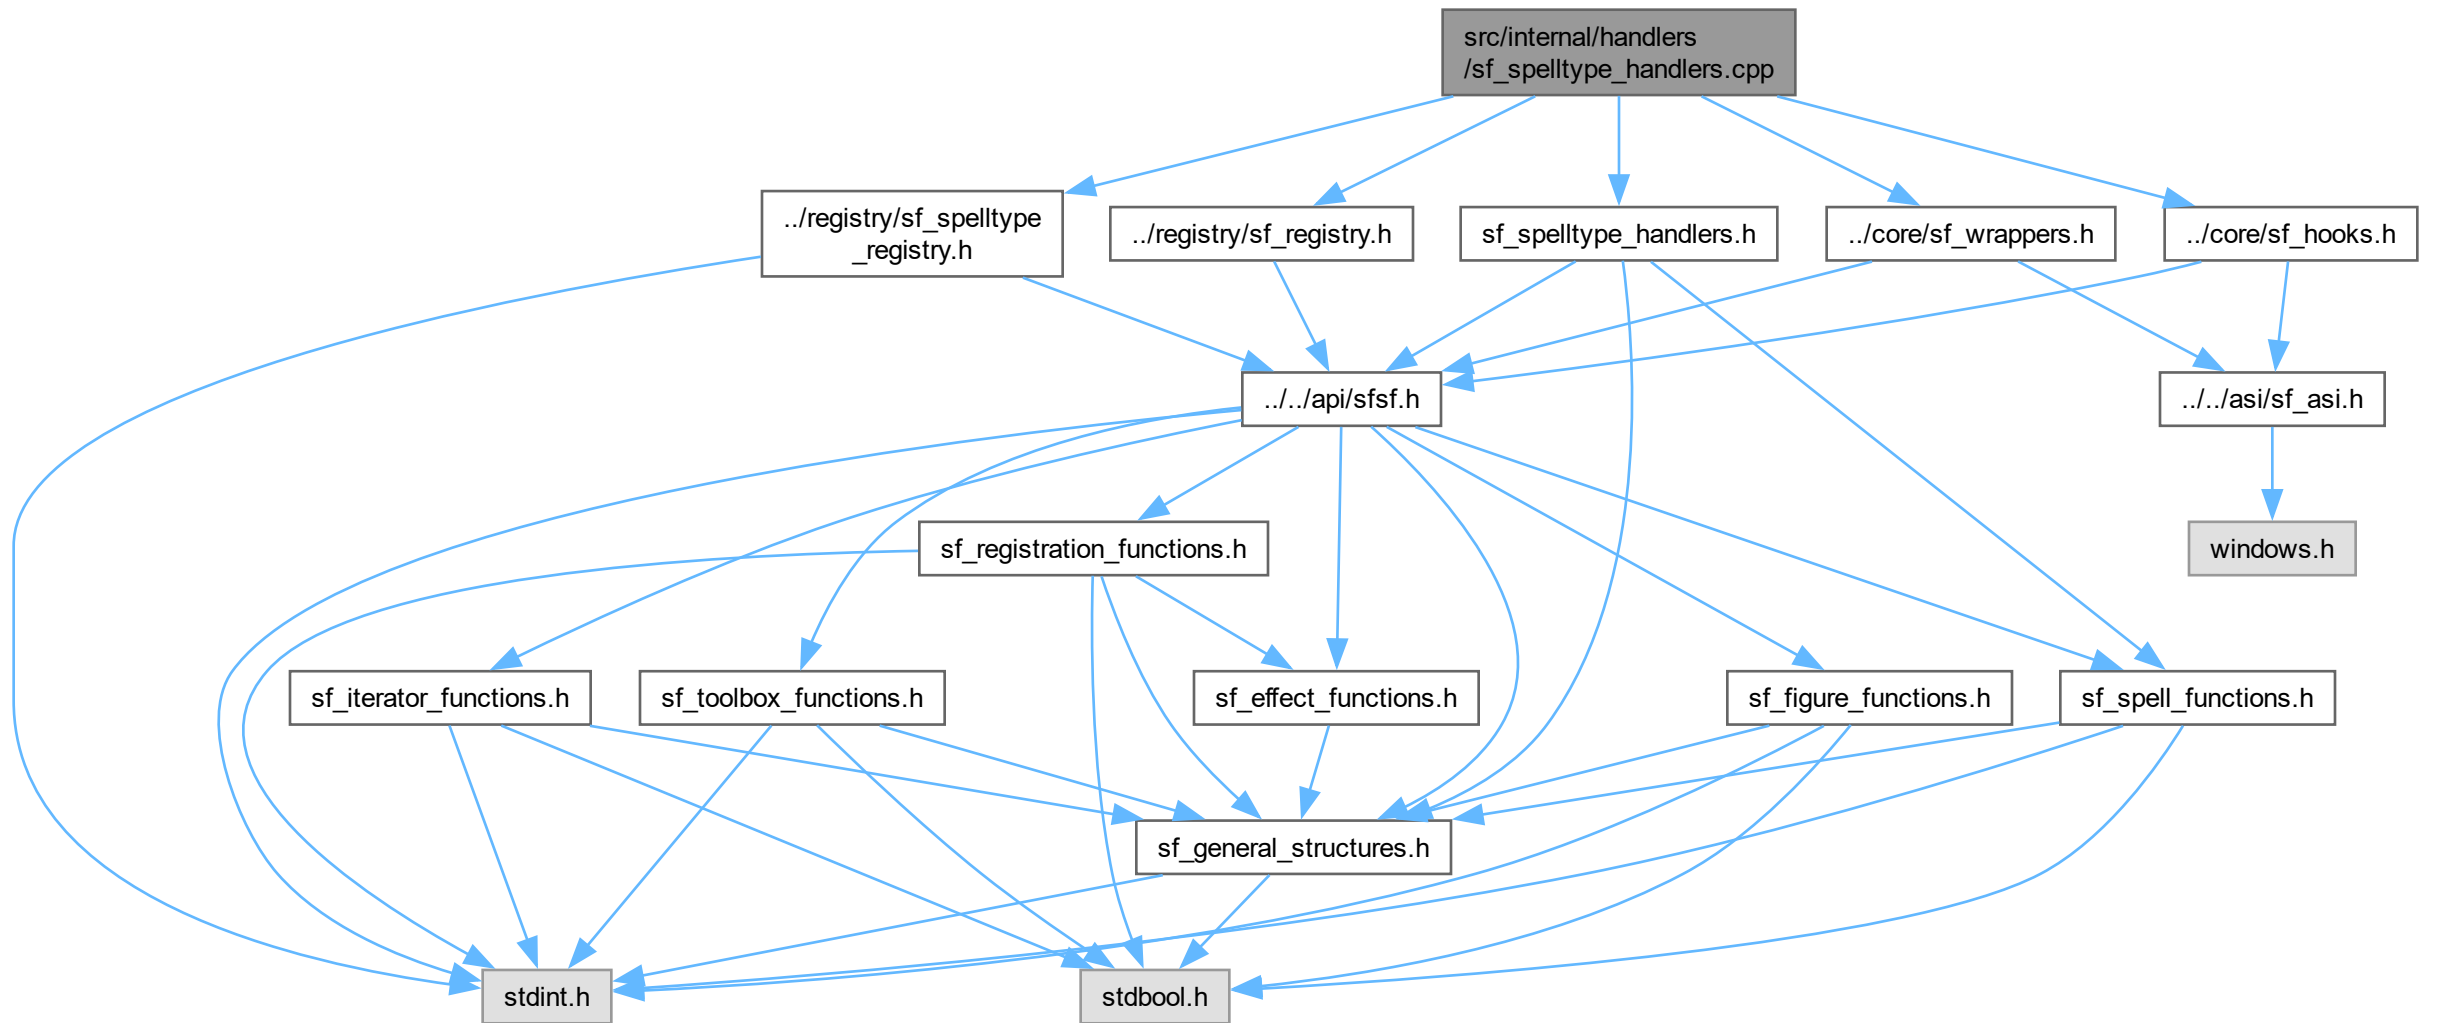 src/internal/handlers
/sf_spelltype_handlers.cpp
../registry/sf_spelltype
_registry.h
../registry/sf_registry.h
sf_spelltype_handlers.h
../core/sf_wrappers.h
../core/sf_hooks.h
../../api/sfsf.h
../../asi/sf_asi.h
sf_registration_functions.h
windows.h
sf_iterator_functions.h
sf_toolbox_functions.h
sf_effect_functions.h
sf_figure_functions.h
sf_spell_functions.h
sf_general_structures.h
stdint.h
stdbool.h